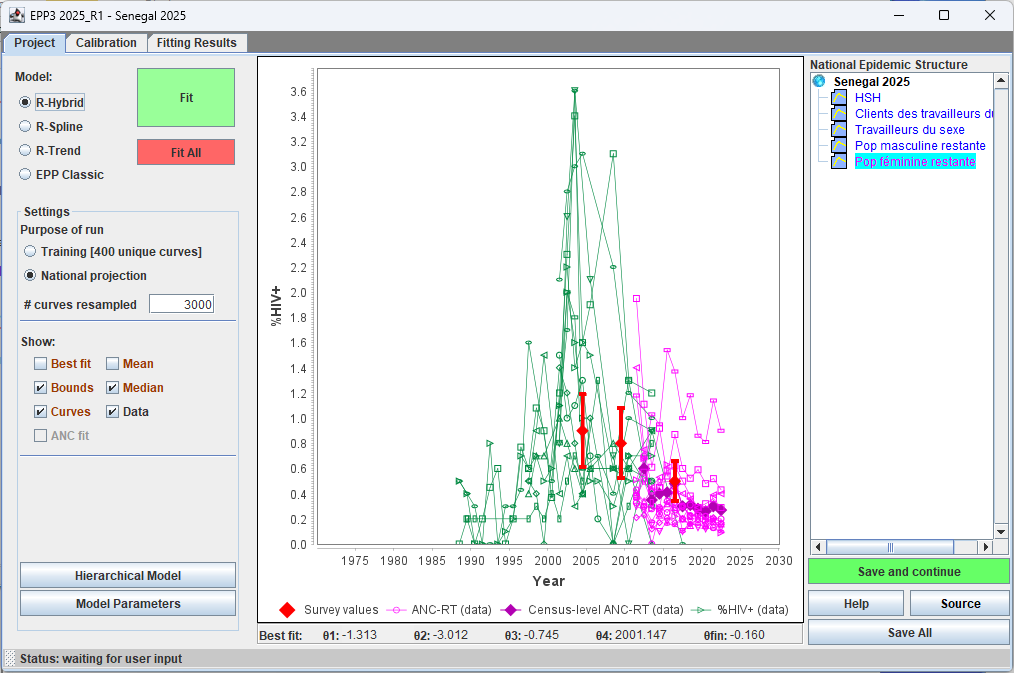 EPP3 2025_R1 - Senegal 2025
Project Calibration Fitting Results
Model:
R-Hybrid
R-Spline
R-Trend
EPP Classic
Fit
Fit All
Settings
Purpose of run
Training [400 unique curves]
National projection
# curves resampled 3000
Show:
Best fit Mean
Bounds Median
Curves Data
ANC fit
Hierarchical Model
Model Parameters
%HIV+
3.6
3.4
3.2
3.0
2.8
2.6
2.4
2.2
2.0
1.8
1.6
1.4
1.2
1.0
0.8
0.6
0.4
0.2
0.0
1975 1980 1985 1990 1995 2000 2005 2010 2015 2020 2025 2030
Year
Survey values ANC-RT (data) Census-level ANC-RT (data) %HIV+ (data)
Best fit: θ1: -1.313 θ2: -3.012 θ3: -0.745 θ4: 2001.147 θfin: -0.160
National Epidemic Structure
Senegal 2025
HSH
Clients des travailleurs
Travailleurs du sexe
Pop masculine restante
Pop féminine restante
Save and continue
Help Source
Save All
Status: waiting for user input